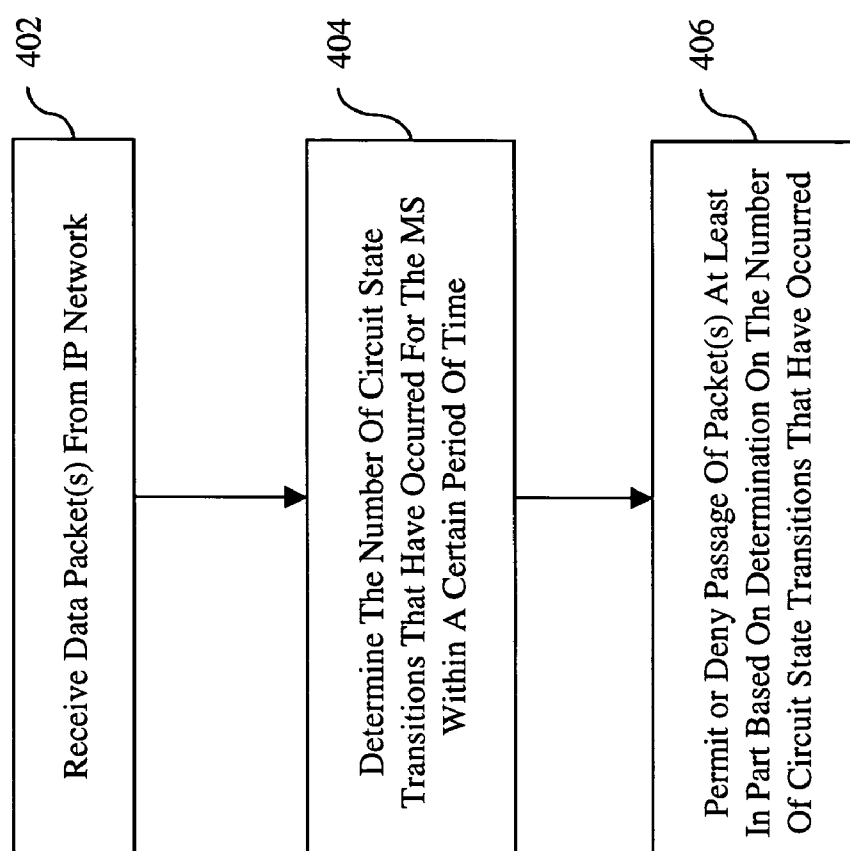 402
Receive Data Packet(s) From IP Network
404
Determine The Number Of Circuit State
Transitions That Have Occurred For The MS
Within A Certain Period Of Time
406
Permit or Deny Passage Of Packet(s) At Least
In Part Based On Determination On The Number
Of Circuit State Transitions That Have Occurred